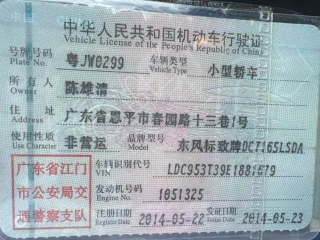 中华人民共和国机动车行驶证
Vehicle License of the People's Republic of China
号牌号码 粤JW0299 车辆类型 小型轿车
Plate No. Vehicle Type
所有人 陈雄清
Owner
住址 广东省恩平市春园路十三巷1号
Address
使用性质 非营运 品牌型号 东风标致牌DC7165LSDA
Use Character
广东省江门市公安局交通警察支队
车辆识别代号 LDC953T39E1881679
VIN
发动机号码 1051325
Engine No.
注册日期 2014-05-22 发证日期 2014-05-23
Register Date Issue Date